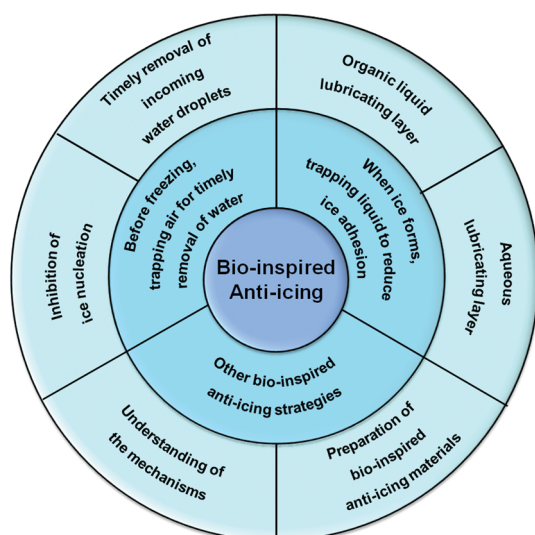 Bio-inspired
Anti-icing
Before freezing,
trapping air for timely
removal of water
When ice forms,
trapping liquid to reduce
ice adhesion
Other bio-inspired
anti-icing strategies
Timely removal of
incoming
water droplets
Organic liquid
lubricating layer
Aqueous
lubricating layer
Preparation of
bio-inspired
anti-icing materials
Understanding of
the mechanisms
Inhibition of
ice nucleation